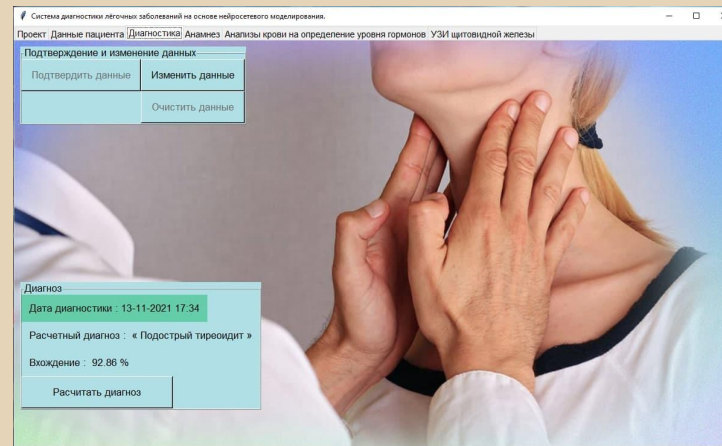 Система диагностики лёгочных заболеваний на основе нейросетевого моделирования.
Проект Данные пациента Диагностика Анамнез Анализы крови на определение уровня гормонов УЗИ щитовидной железы
Подтверждение и изменение данных
Подтвердить данные Изменить данные
Очистить данные
Диагноз
Дата диагностики : 13-11-2021 17:34
Расчетный диагноз : « Подострый тиреоидит »
Вхождение : 92.86 %
Расчитать диагноз